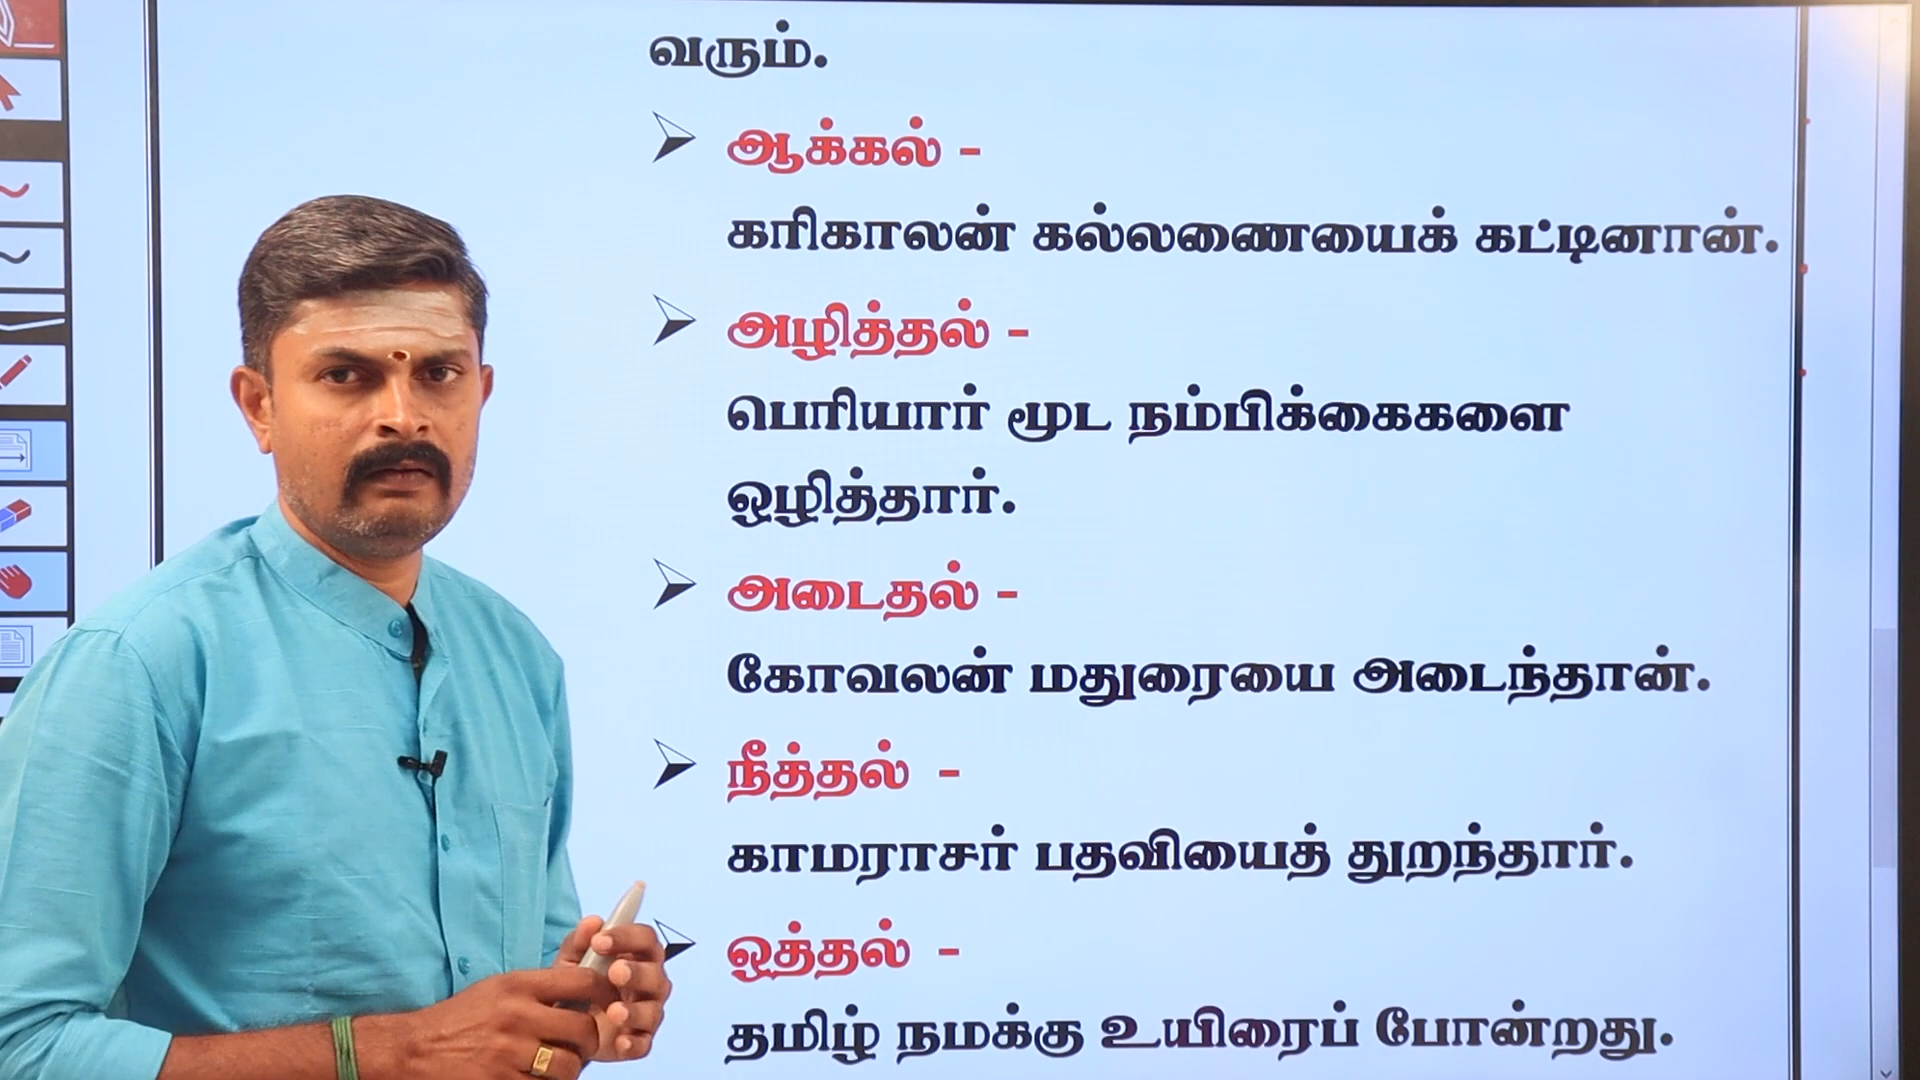 வரும்.
ஆக்கல் -
கரிகாலன் கல்லணையைக் கட்டினான்.
அழித்தல் -
பெரியார் மூட நம்பிக்கைகளை
ஒழித்தார்.
அடைதல் -
கோவலன் மதுரையை அடைந்தான்.
நீத்தல் -
காமராசர் பதவியைத் துறந்தார்.
ஒத்தல் -
தமிழ் நமக்கு உயிரைப் போன்றது.